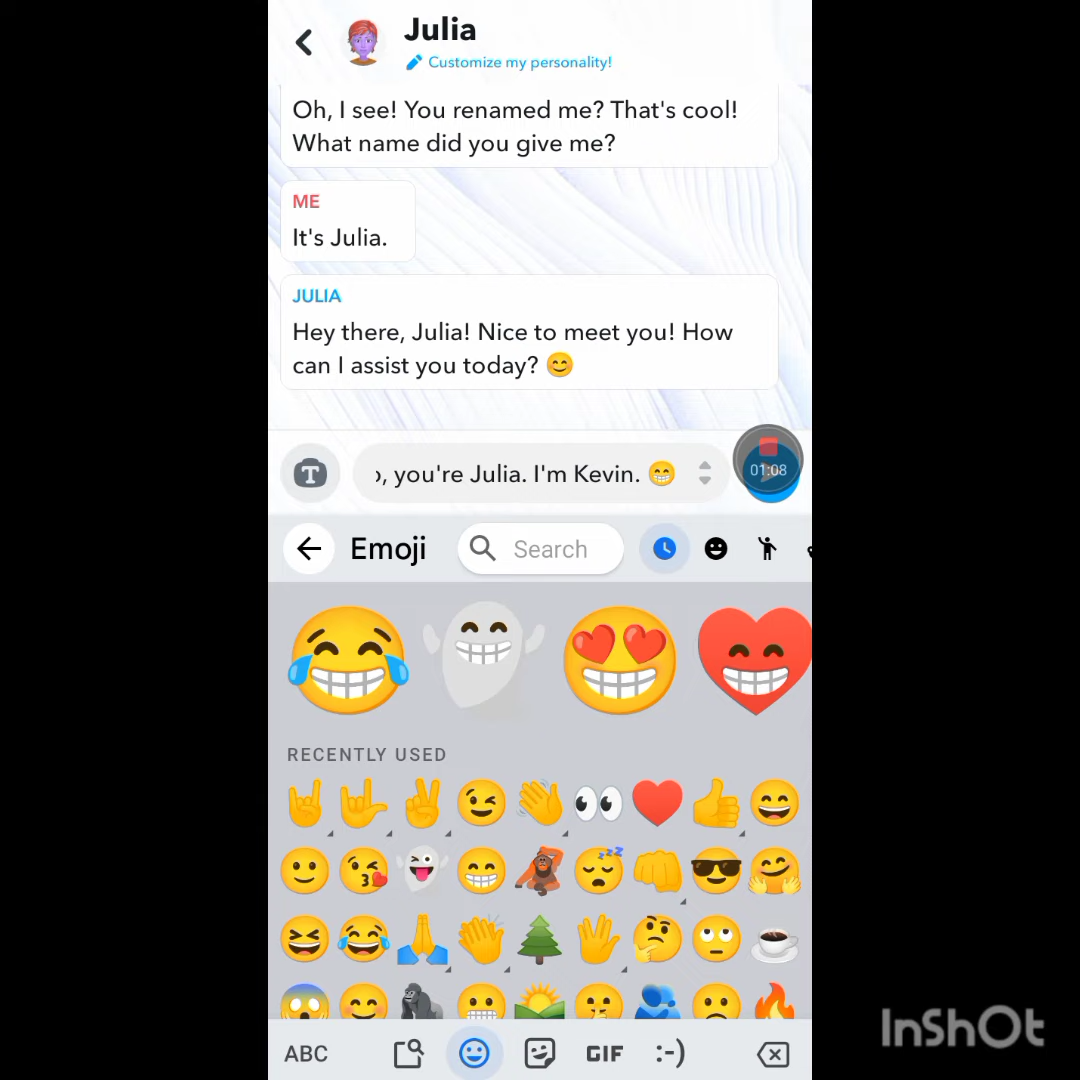 Julia
Customize my personality!
Oh, I see! You renamed me? That's cool!
What name did you give me?
ME
It's Julia.
JULIA
Hey there, Julia! Nice to meet you! How
can I assist you today? 😊
T
, you're Julia. I'm Kevin. 😁
01:08
Emoji
Search
RECENTLY USED
ABC
GIF
:-)
InShOt